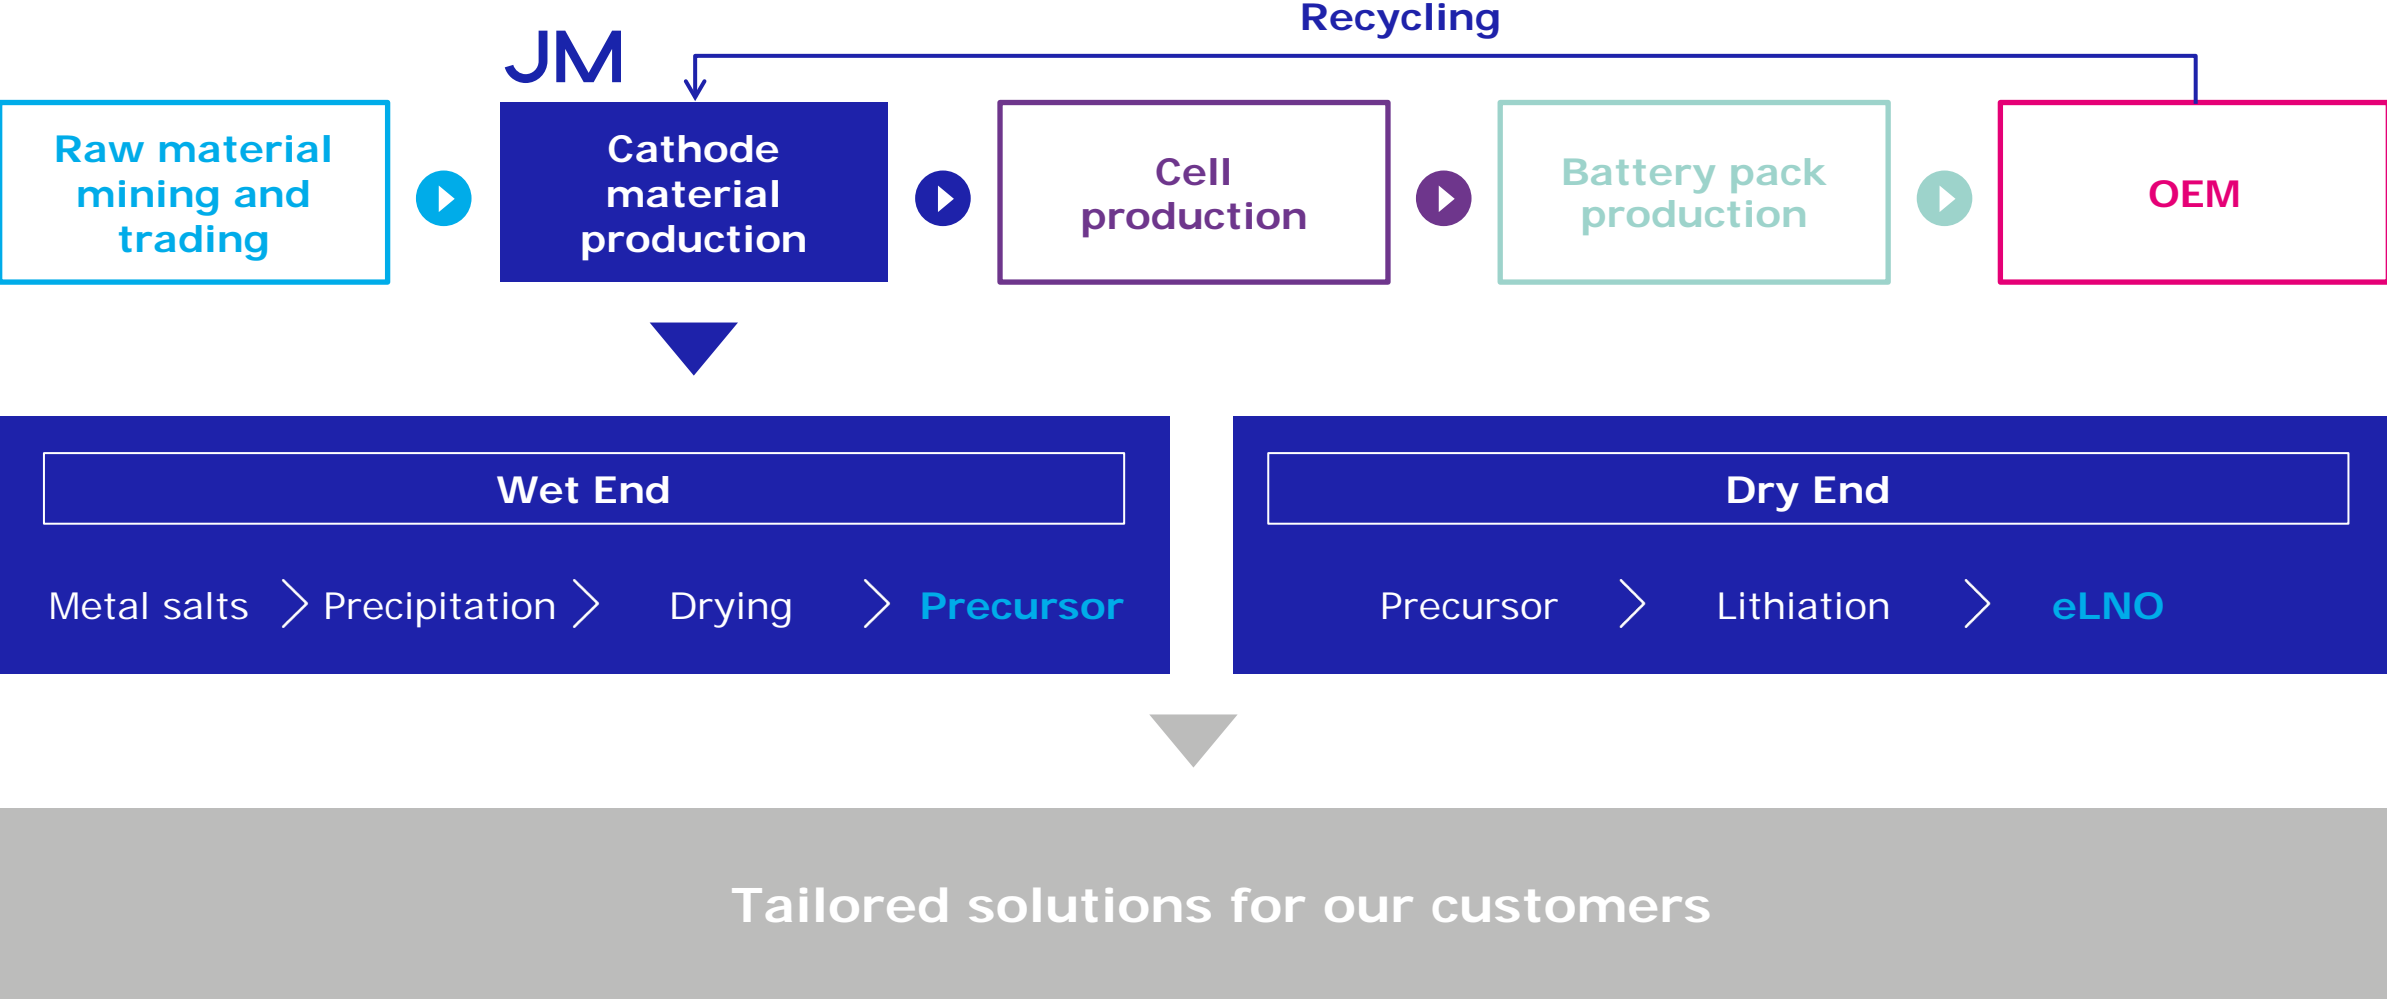 Recycling
JM
Raw material
mining and
trading
Cathode
material
production
Cell
production
Battery pack
production
OEM
Wet End
Metal salts
Precipitation
Drying
Precursor
Dry End
Precursor
Lithiation
eLNO
Tailored solutions for our customers